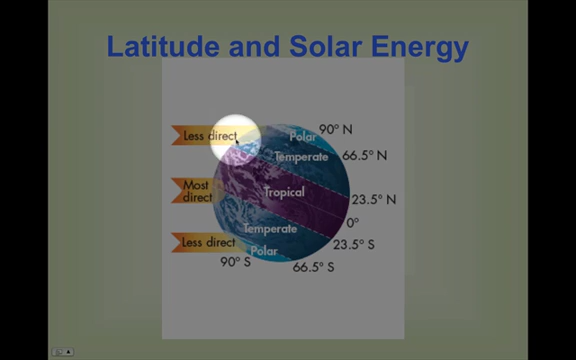 Latitude and Solar Energy
Less direct
Polar
90° N
Temperate
66.5° N
Most
direct
Tropical
23.5° N
0°
Temperate
23.5° S
Less direct
Polar
90° S
66.5° S